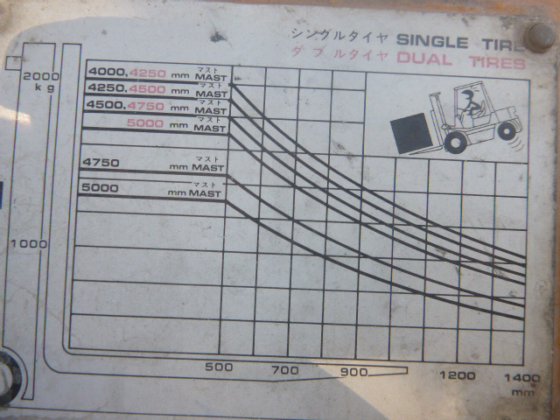 シングルタイヤ SINGLE TIRE
ダブルタイヤ DUAL TIRES
2000
kg
4000,4250 mm マスト MAST
4250,4500 mm マスト MAST
4500,4750 mm マスト MAST
5000 mm マスト MAST
4750 mm マスト MAST
5000 mm マスト MAST
1000
500 700 900 1200 1400
mm